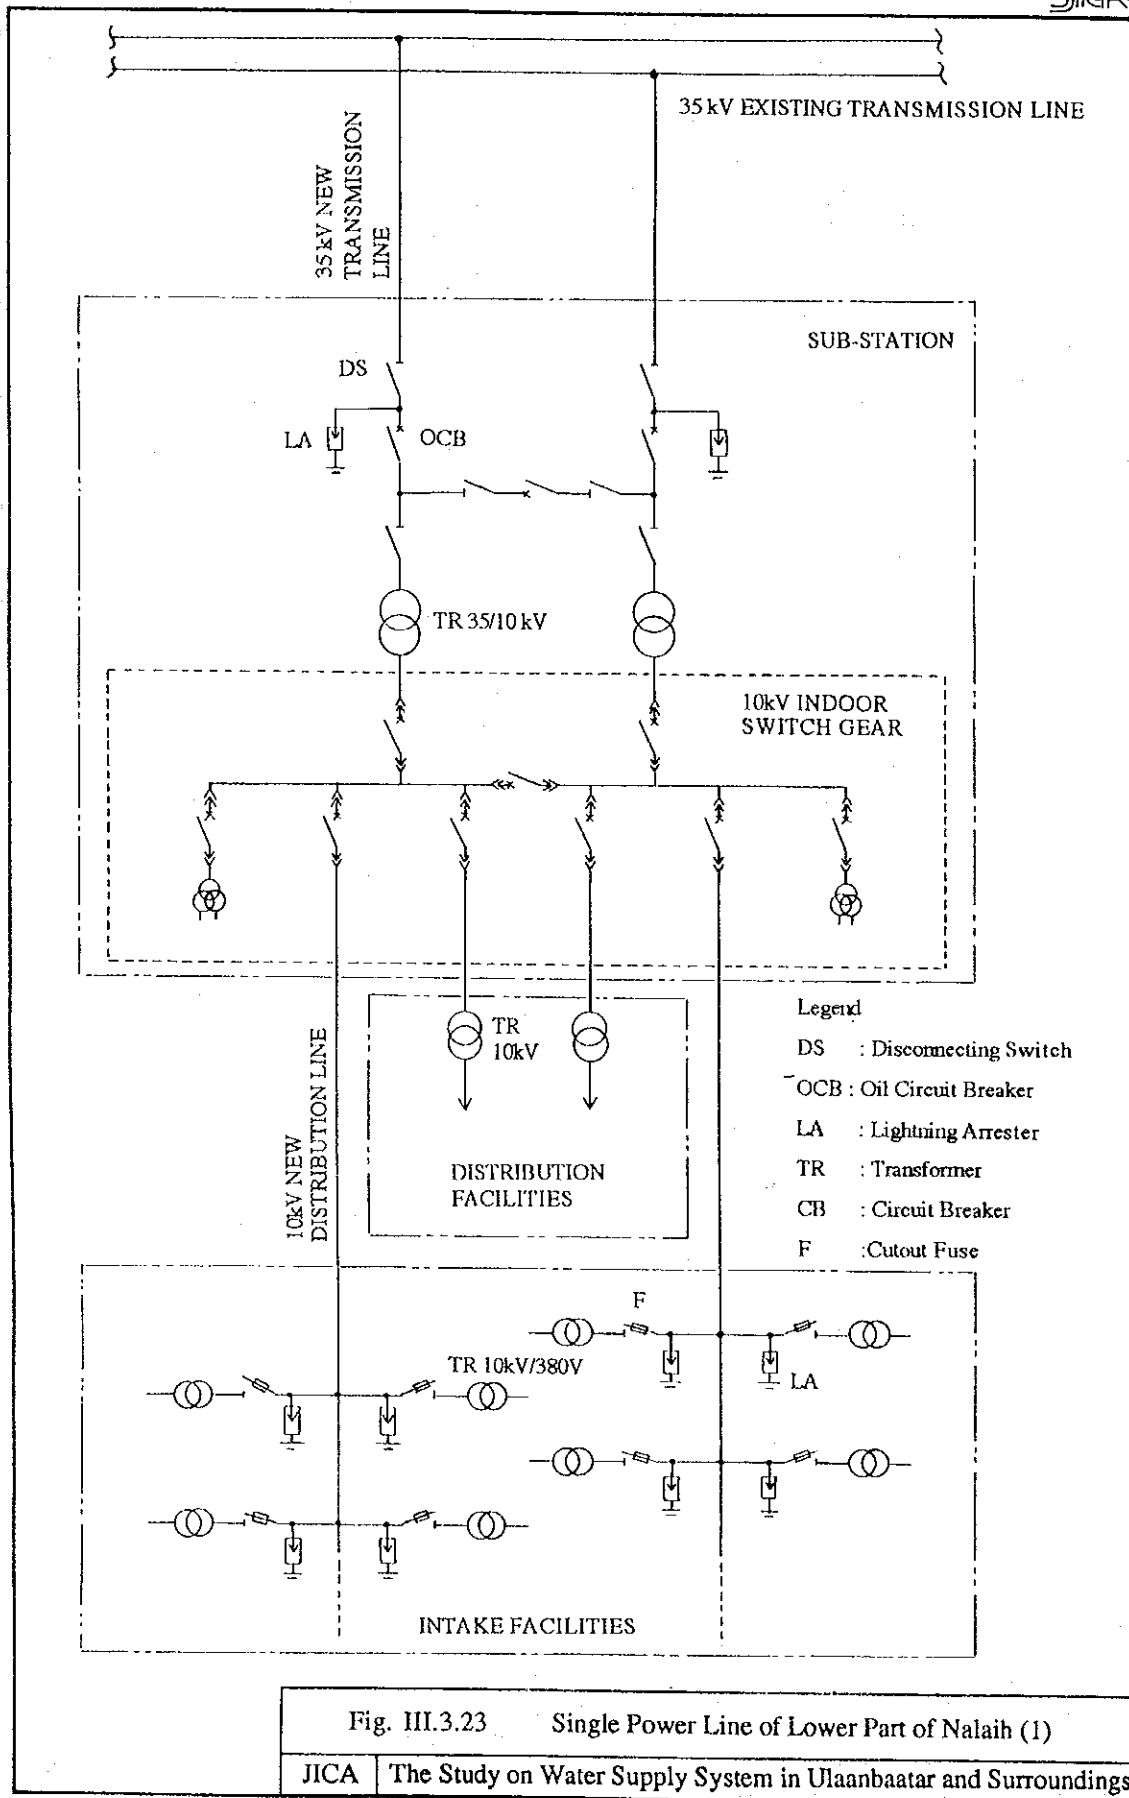 JICA
35 kV EXISTING TRANSMISSION LINE
35 kV NEW
TRANSMISSION
LINE
SUB-STATION
DS
LA
OCB
TR 35/10 kV
10kV INDOOR
SWITCH GEAR
TR
10kV
DISTRIBUTION
FACILITIES
10kV NEW
DISTRIBUTION LINE
Legend
DS : Disconnecting Switch
OCB : Oil Circuit Breaker
LA : Lightning Arrester
TR : Transformer
CB : Circuit Breaker
F :Cutout Fuse
F
TR 10kV/380V
LA
INTAKE FACILITIES
Fig. III.3.23 Single Power Line of Lower Part of Nalaih (1)
JICA The Study on Water Supply System in Ulaanbaatar and Surroundings